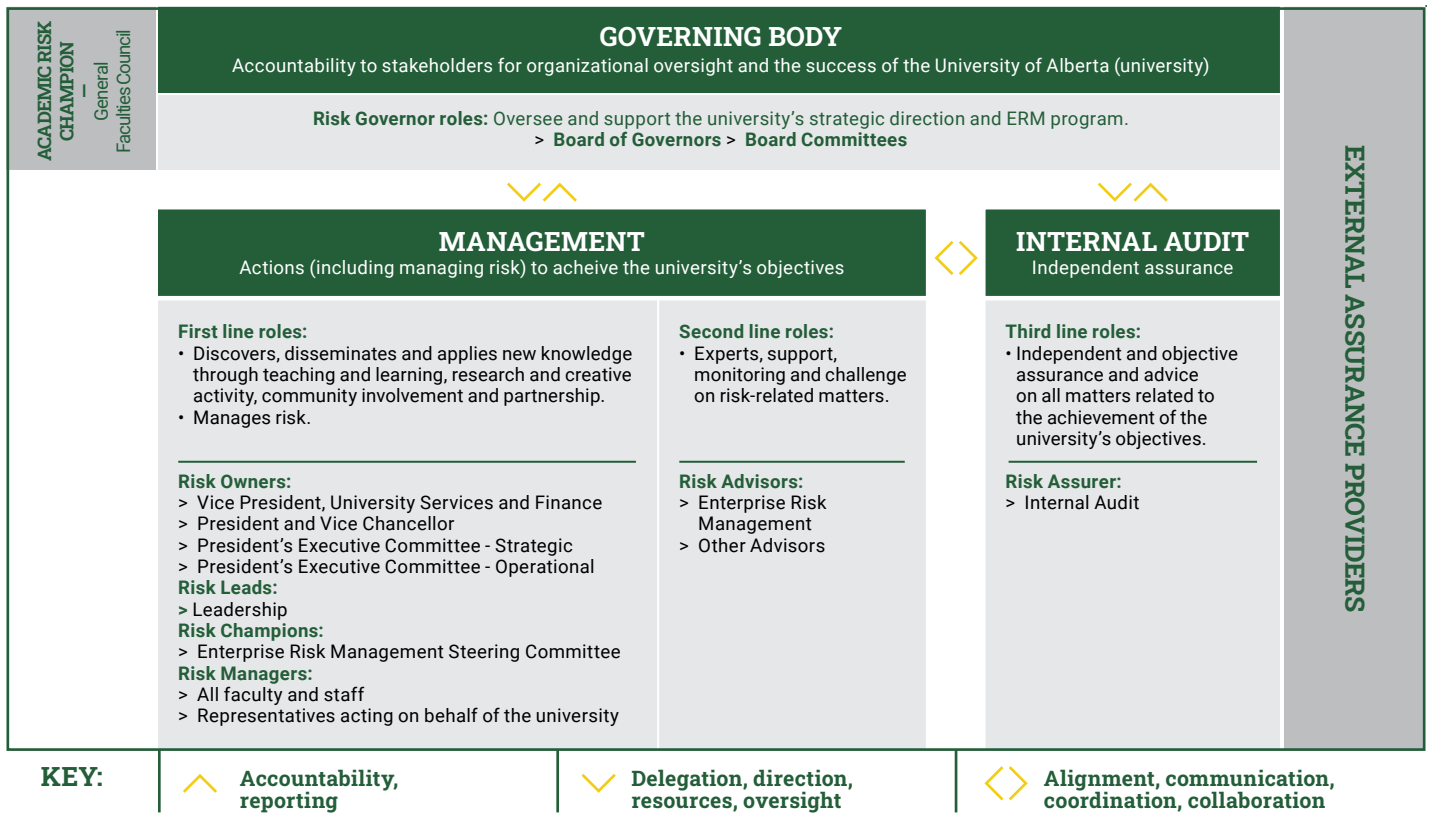 ACADEMIC RISK
CHAMPION
–
General
Faculties Council
GOVERNING BODY
Accountability to stakeholders for organizational oversight and the success of the University of Alberta (university)
Risk Governor roles: Oversee and support the university's strategic direction and ERM program.
> Board of Governors > Board Committees
EXTERNAL ASSURANCE PROVIDERS
MANAGEMENT
Actions (including managing risk) to acheive the university's objectives
INTERNAL AUDIT
Independent assurance
First line roles:
• Discovers, disseminates and applies new knowledge
through teaching and learning, research and creative
activity, community involvement and partnership.
• Manages risk.
Risk Owners:
> Vice President, University Services and Finance
> President and Vice Chancellor
> President's Executive Committee - Strategic
> President's Executive Committee - Operational
Risk Leads:
> Leadership
Risk Champions:
> Enterprise Risk Management Steering Committee
Risk Managers:
> All faculty and staff
> Representatives acting on behalf of the university
Second line roles:
• Experts, support,
monitoring and challenge
on risk-related matters.
Risk Advisors:
> Enterprise Risk
Management
> Other Advisors
Third line roles:
• Independent and objective
assurance and advice
on all matters related to
the achievement of the
university's objectives.
Risk Assurer:
> Internal Audit
KEY:
Accountability,
reporting
Delegation, direction,
resources, oversight
Alignment, communication,
coordination, collaboration